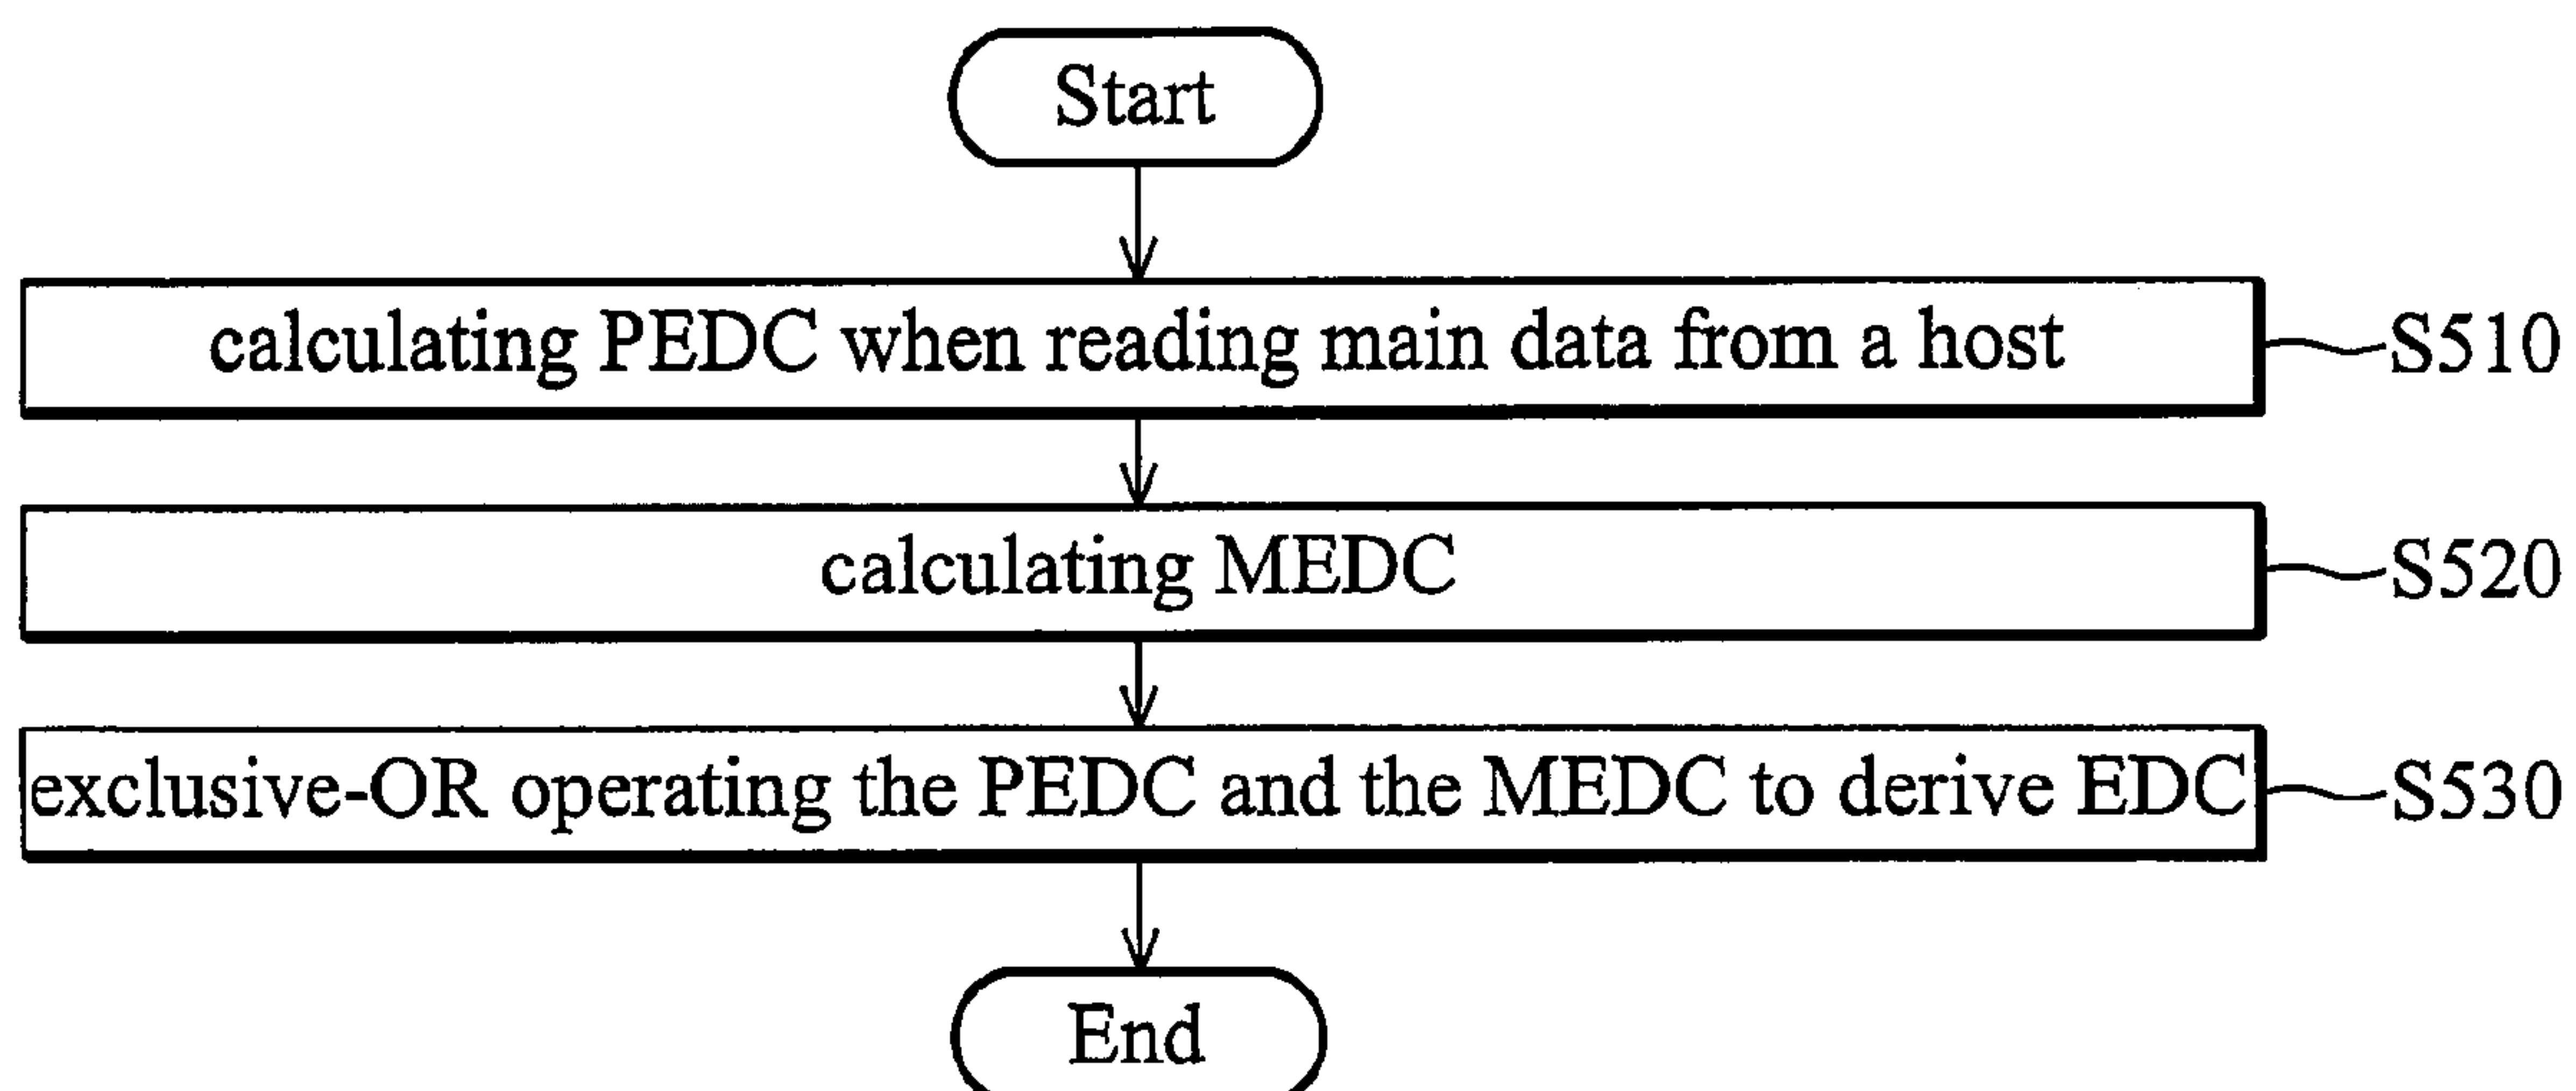 Start
calculating PEDC when reading main data from a host
S510
calculating MEDC
S520
exclusive-OR operating the PEDC and the MEDC to derive EDC
S530
End